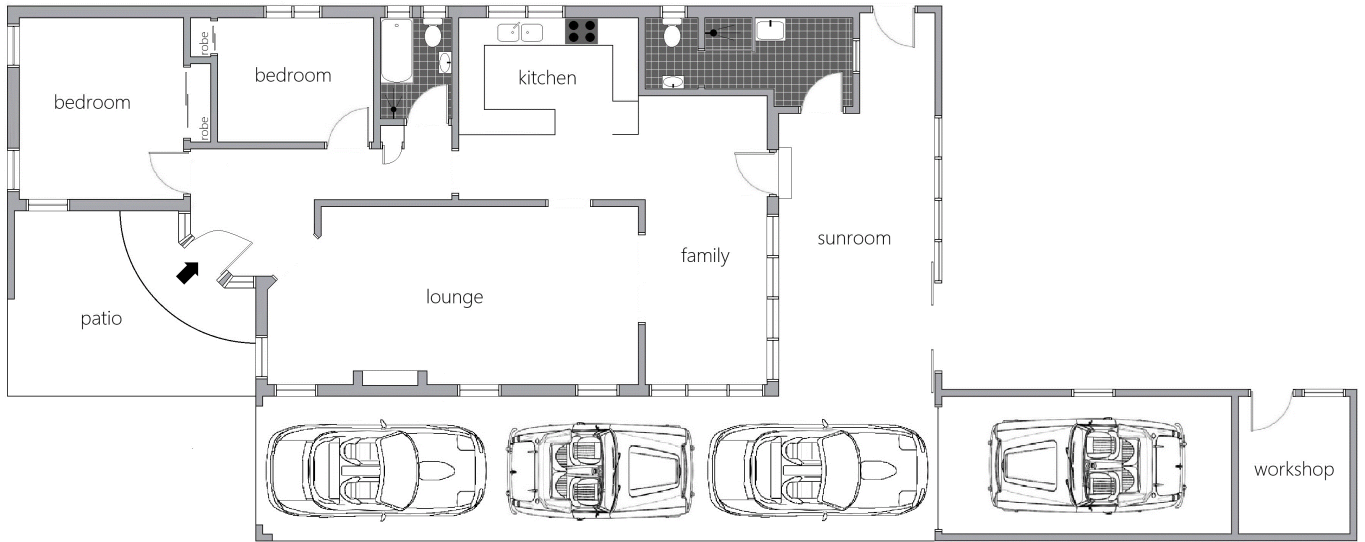 robe
bedroom
bedroom
kitchen
robe
family
sunroom
lounge
patio
workshop